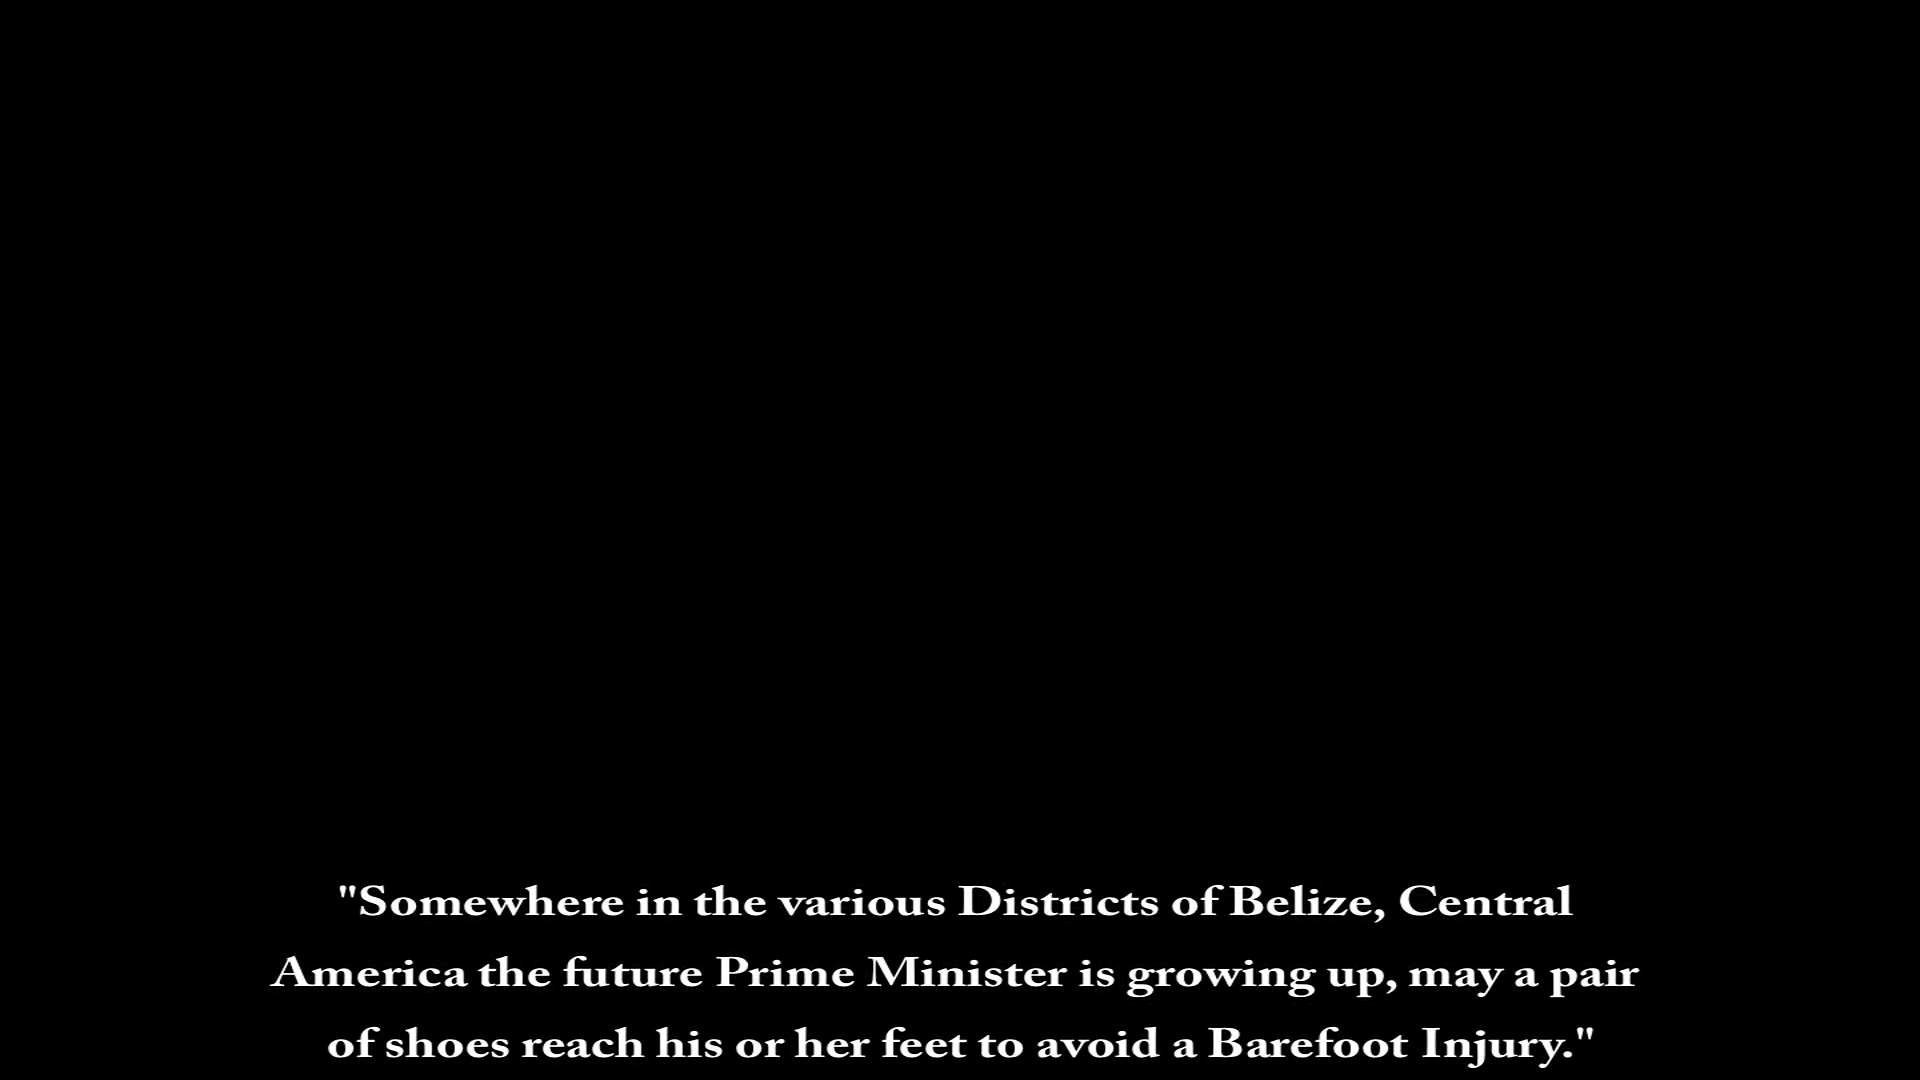 "Somewhere in the various Districts of Belize, Central
America the future Prime Minister is growing up, may a pair
of shoes reach his or her feet to avoid a Barefoot Injury."